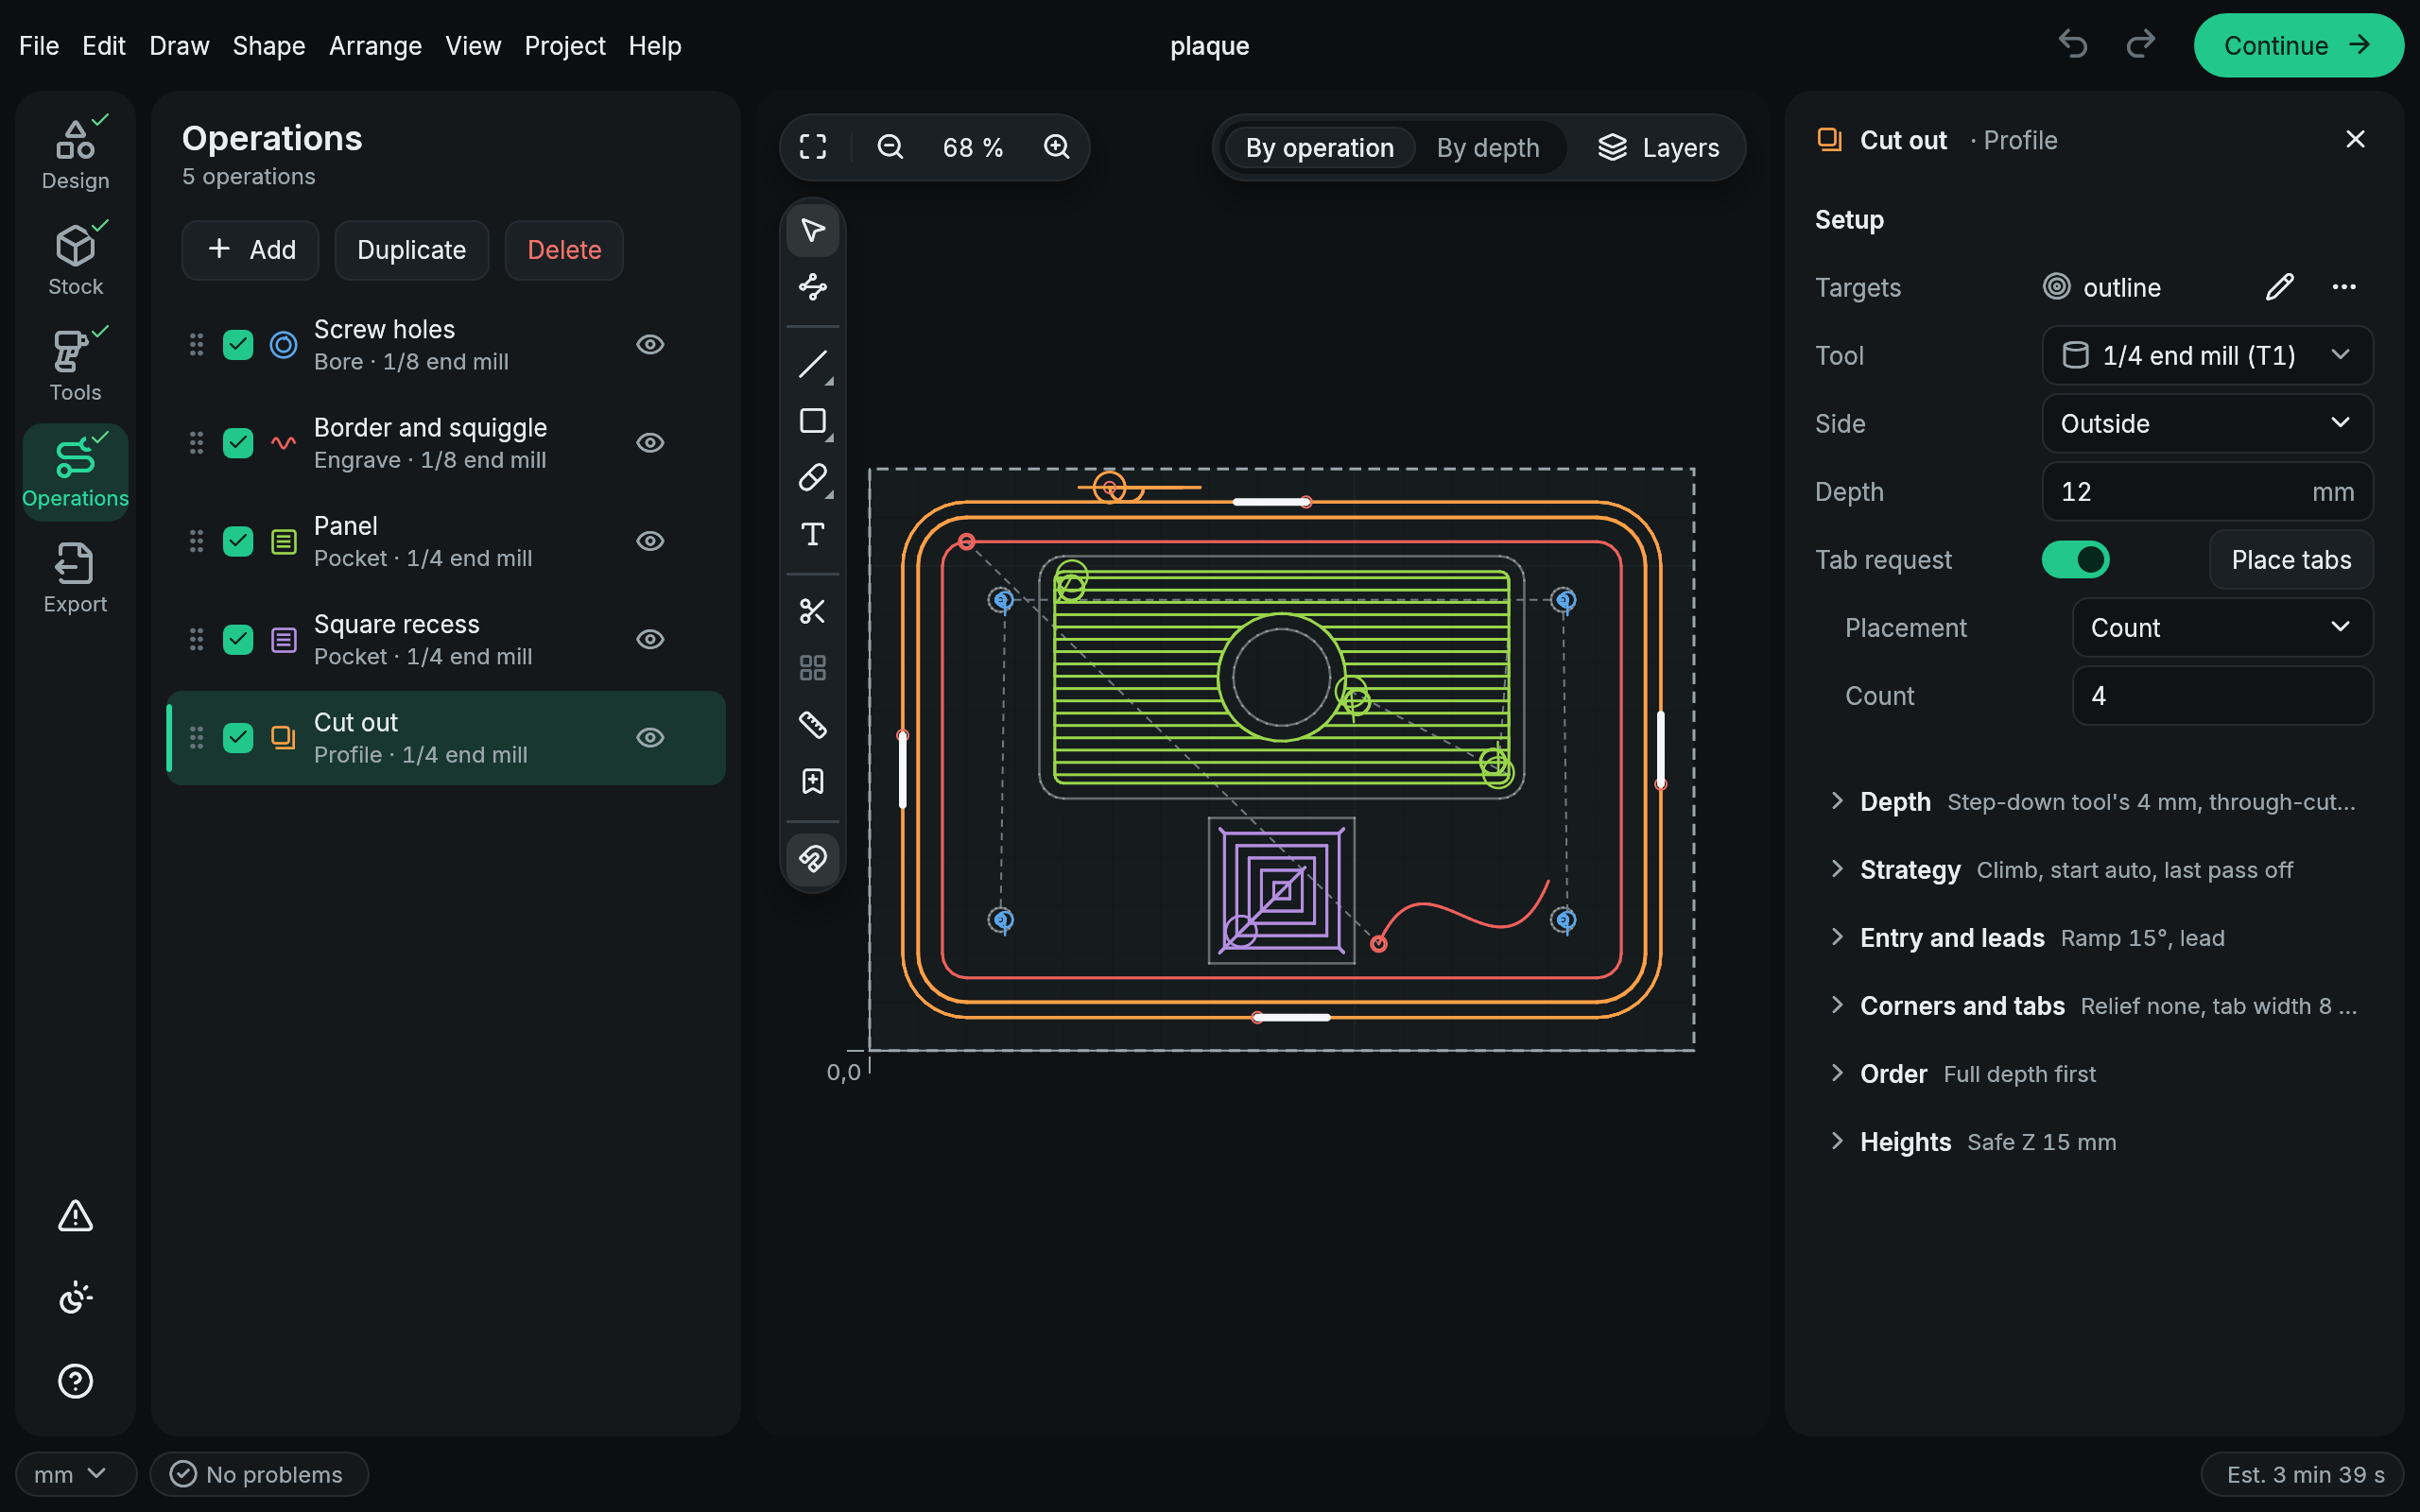 File Edit Draw Shape Arrange View Project Help
plaque
Continue
Design
Stock
Tools
Operations
Export
Operations
5 operations
Add
Duplicate
Delete
Screw holes
Bore · 1/8 end mill
Border and squiggle
Engrave · 1/8 end mill
Panel
Pocket · 1/4 end mill
Square recess
Pocket · 1/4 end mill
Cut out
Profile · 1/4 end mill
68 %
By operation
By depth
Layers
0,0
Cut out · Profile
Setup
Targets outline
Tool 1/4 end mill (T1)
Side Outside
Depth 12 mm
Tab request Place tabs
Placement Count
Count 4
Depth Step-down tool's 4 mm, through-cut...
Strategy Climb, start auto, last pass off
Entry and leads Ramp 15°, lead
Corners and tabs Relief none, tab width 8 ...
Order Full depth first
Heights Safe Z 15 mm
mm
No problems
Est. 3 min 39 s